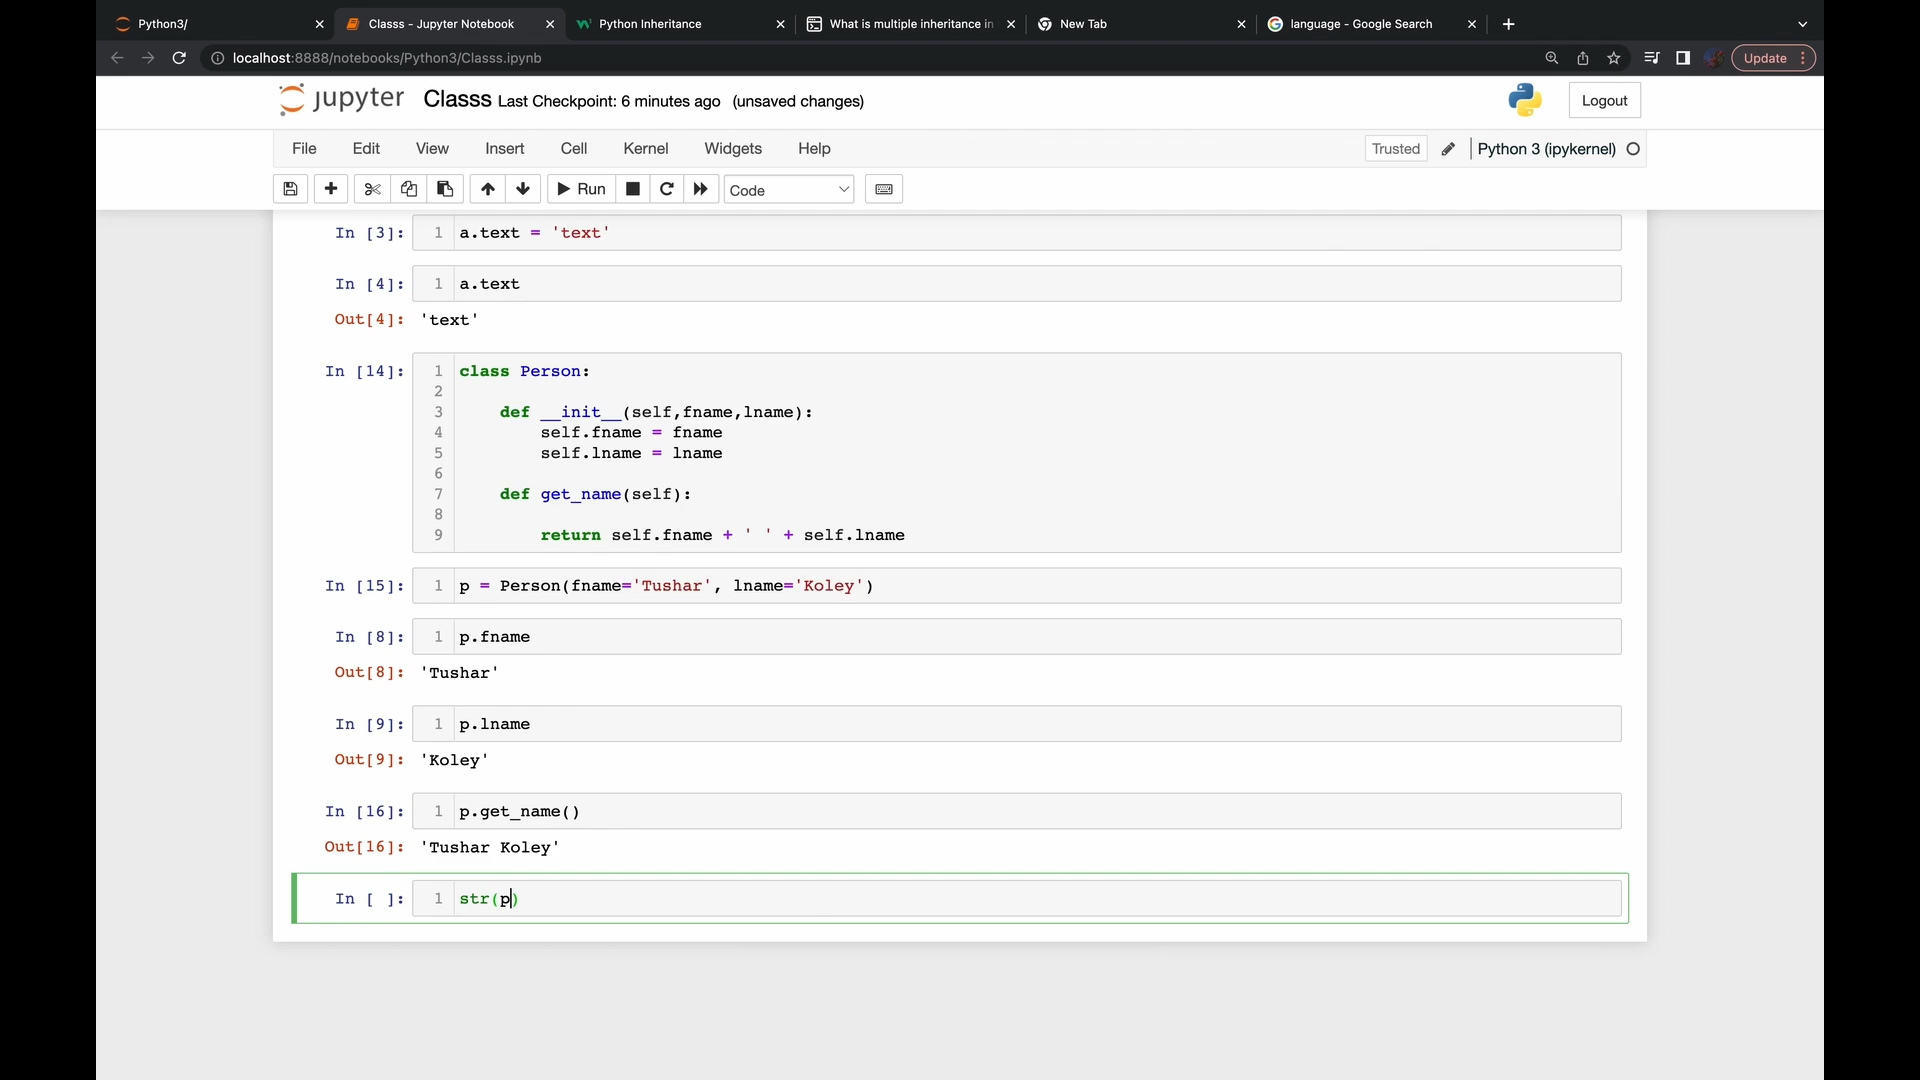 Python3/
Classs - Jupyter Notebook
Python Inheritance
What is multiple inheritance in
New Tab
language - Google Search
localhost:8888/notebooks/Python3/Classs.ipynb
Update
jupyter Classs Last Checkpoint: 6 minutes ago (unsaved changes)
Logout
File Edit View Insert Cell Kernel Widgets Help
Trusted
Python 3 (ipykernel)
Run
Code
In [3]: 1 a.text = 'text'
In [4]: 1 a.text
Out[4]: 'text'
In [14]: 1 class Person:
2
3 def __init__(self,fname,lname):
4 self.fname = fname
5 self.lname = lname
6
7 def get_name(self):
8
9 return self.fname + ' ' + self.lname
In [15]: 1 p = Person(fname='Tushar', lname='Koley')
In [8]: 1 p.fname
Out[8]: 'Tushar'
In [9]: 1 p.lname
Out[9]: 'Koley'
In [16]: 1 p.get_name()
Out[16]: 'Tushar Koley'
In [ ]: 1 str(p)